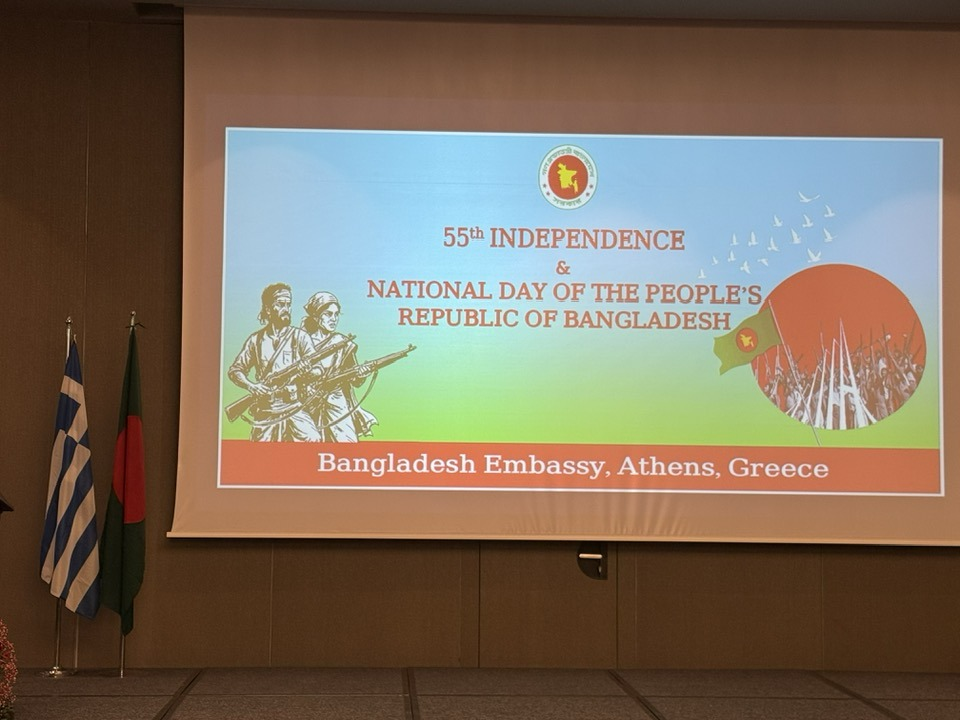 55th INDEPENDENCE
&
NATIONAL DAY OF THE PEOPLE'S
REPUBLIC OF BANGLADESH
Bangladesh Embassy, Athens, Greece